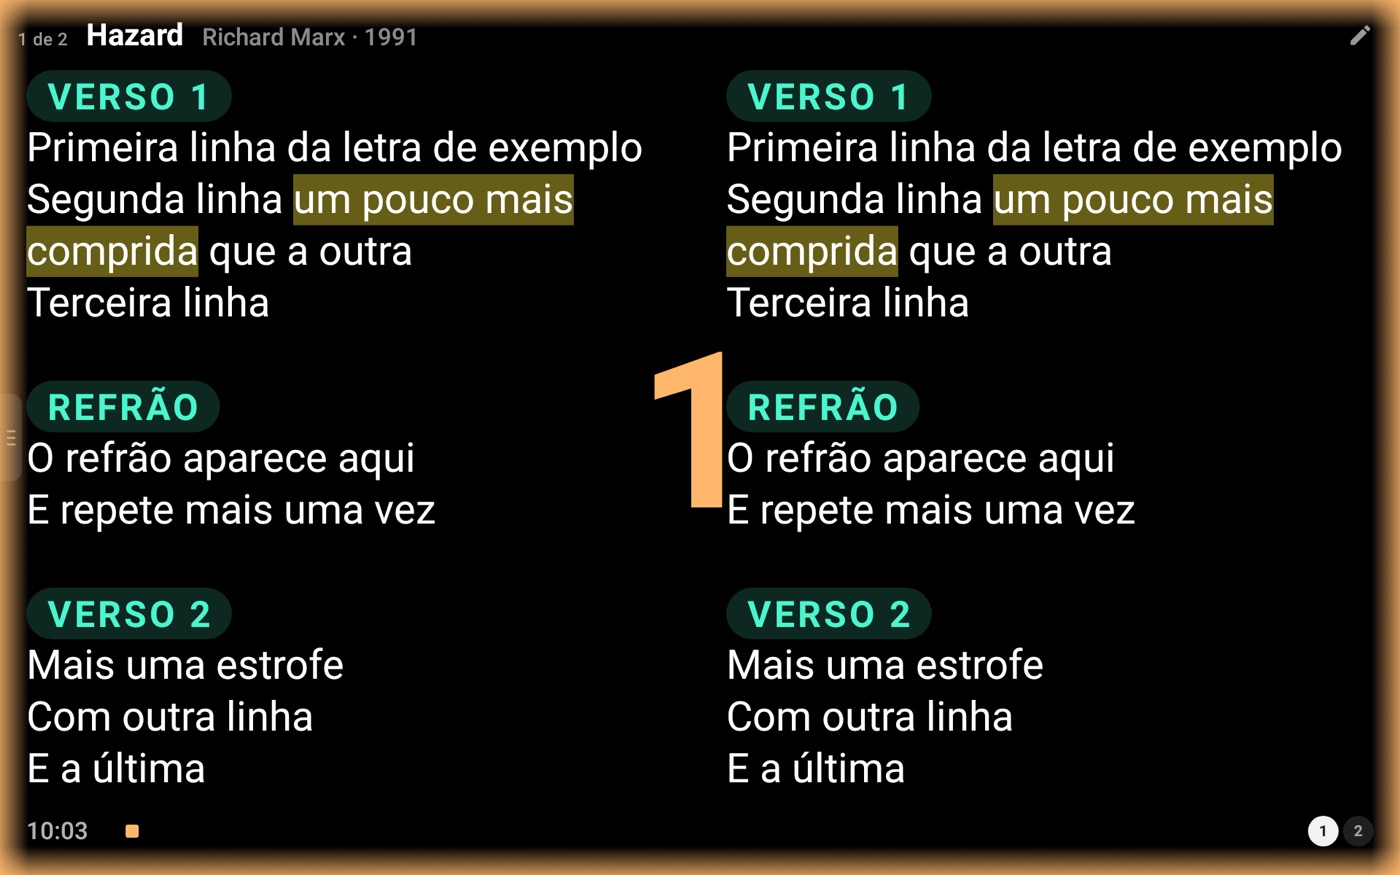 1 de 2 Hazard Richard Marx · 1991
VERSO 1
Primeira linha da letra de exemplo
Segunda linha um pouco mais
comprida que a outra
Terceira linha
REFRÃO
O refrão aparece aqui
E repete mais uma vez
VERSO 2
Mais uma estrofe
Com outra linha
E a última
1
VERSO 1
Primeira linha da letra de exemplo
Segunda linha um pouco mais
comprida que a outra
Terceira linha
REFRÃO
O refrão aparece aqui
E repete mais uma vez
VERSO 2
Mais uma estrofe
Com outra linha
E a última
10:03
1 2